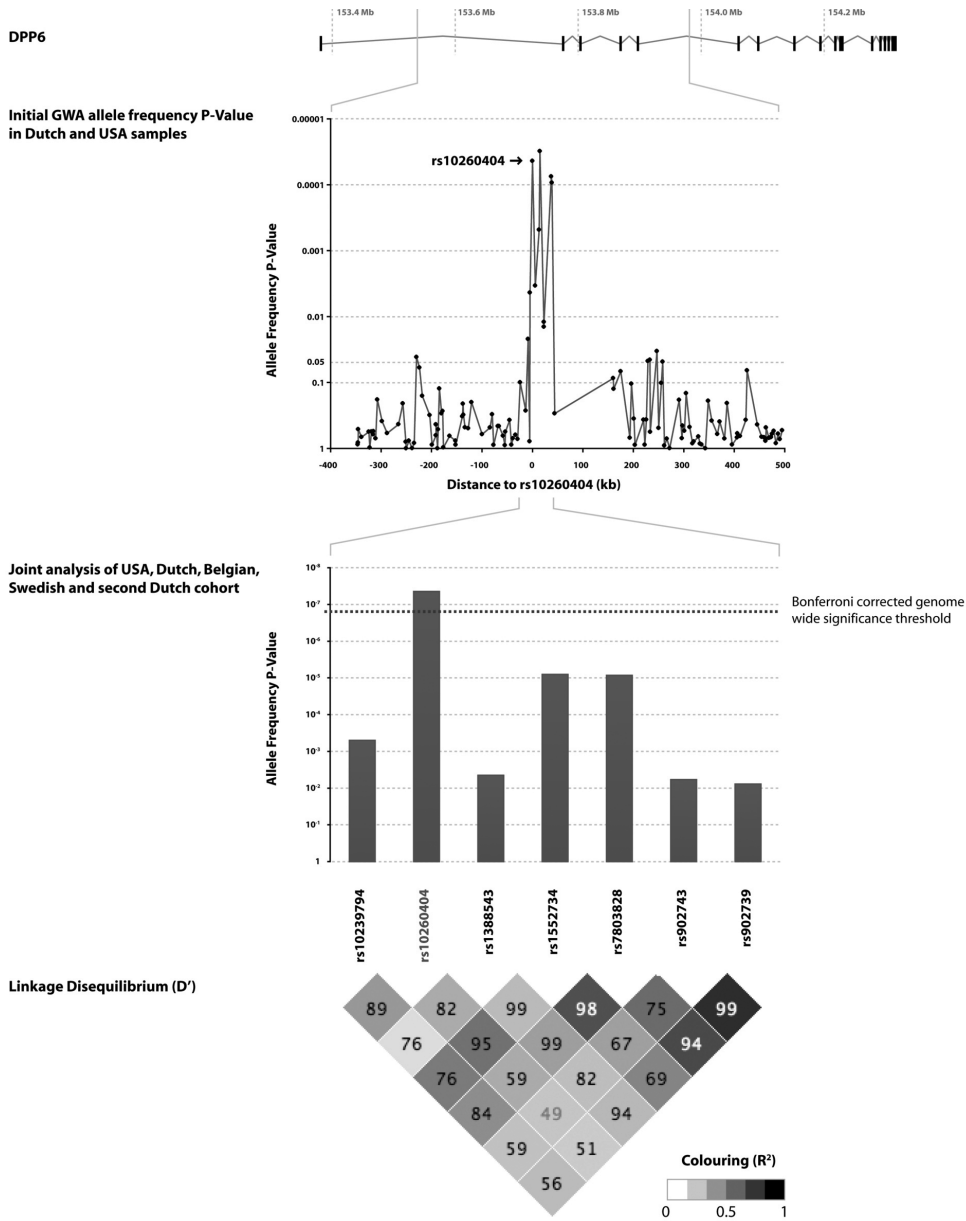 153.4 Mb 153.6 Mb 153.8 Mb 154.0 Mb 154.2 Mb
DPP6
Initial GWA allele frequency P-Value
in Dutch and USA samples
Allele Frequency P-Value
0.00001
0.0001
0.001
0.01
0.05
0.1
1
rs10260404
-400 -300 -200 -100 0 100 200 300 400 500
Distance to rs10260404 (kb)
Joint analysis of USA, Dutch, Belgian,
Swedish and second Dutch cohort
Allele Frequency P-Value
10⁻⁸
10⁻⁷
10⁻⁶
10⁻⁵
10⁻⁴
10⁻³
10⁻²
10⁻¹
1
Bonferroni corrected genome
wide significance threshold
rs10239794
rs10260404
rs1388543
rs1552734
rs7803828
rs902743
rs902739
Linkage Disequilibrium (D’)
89 82 99 98 75 99
76 95 99 67 94
76 59 82 69
84 49 94
59 51
56
Colouring (R²)
0 0.5 1